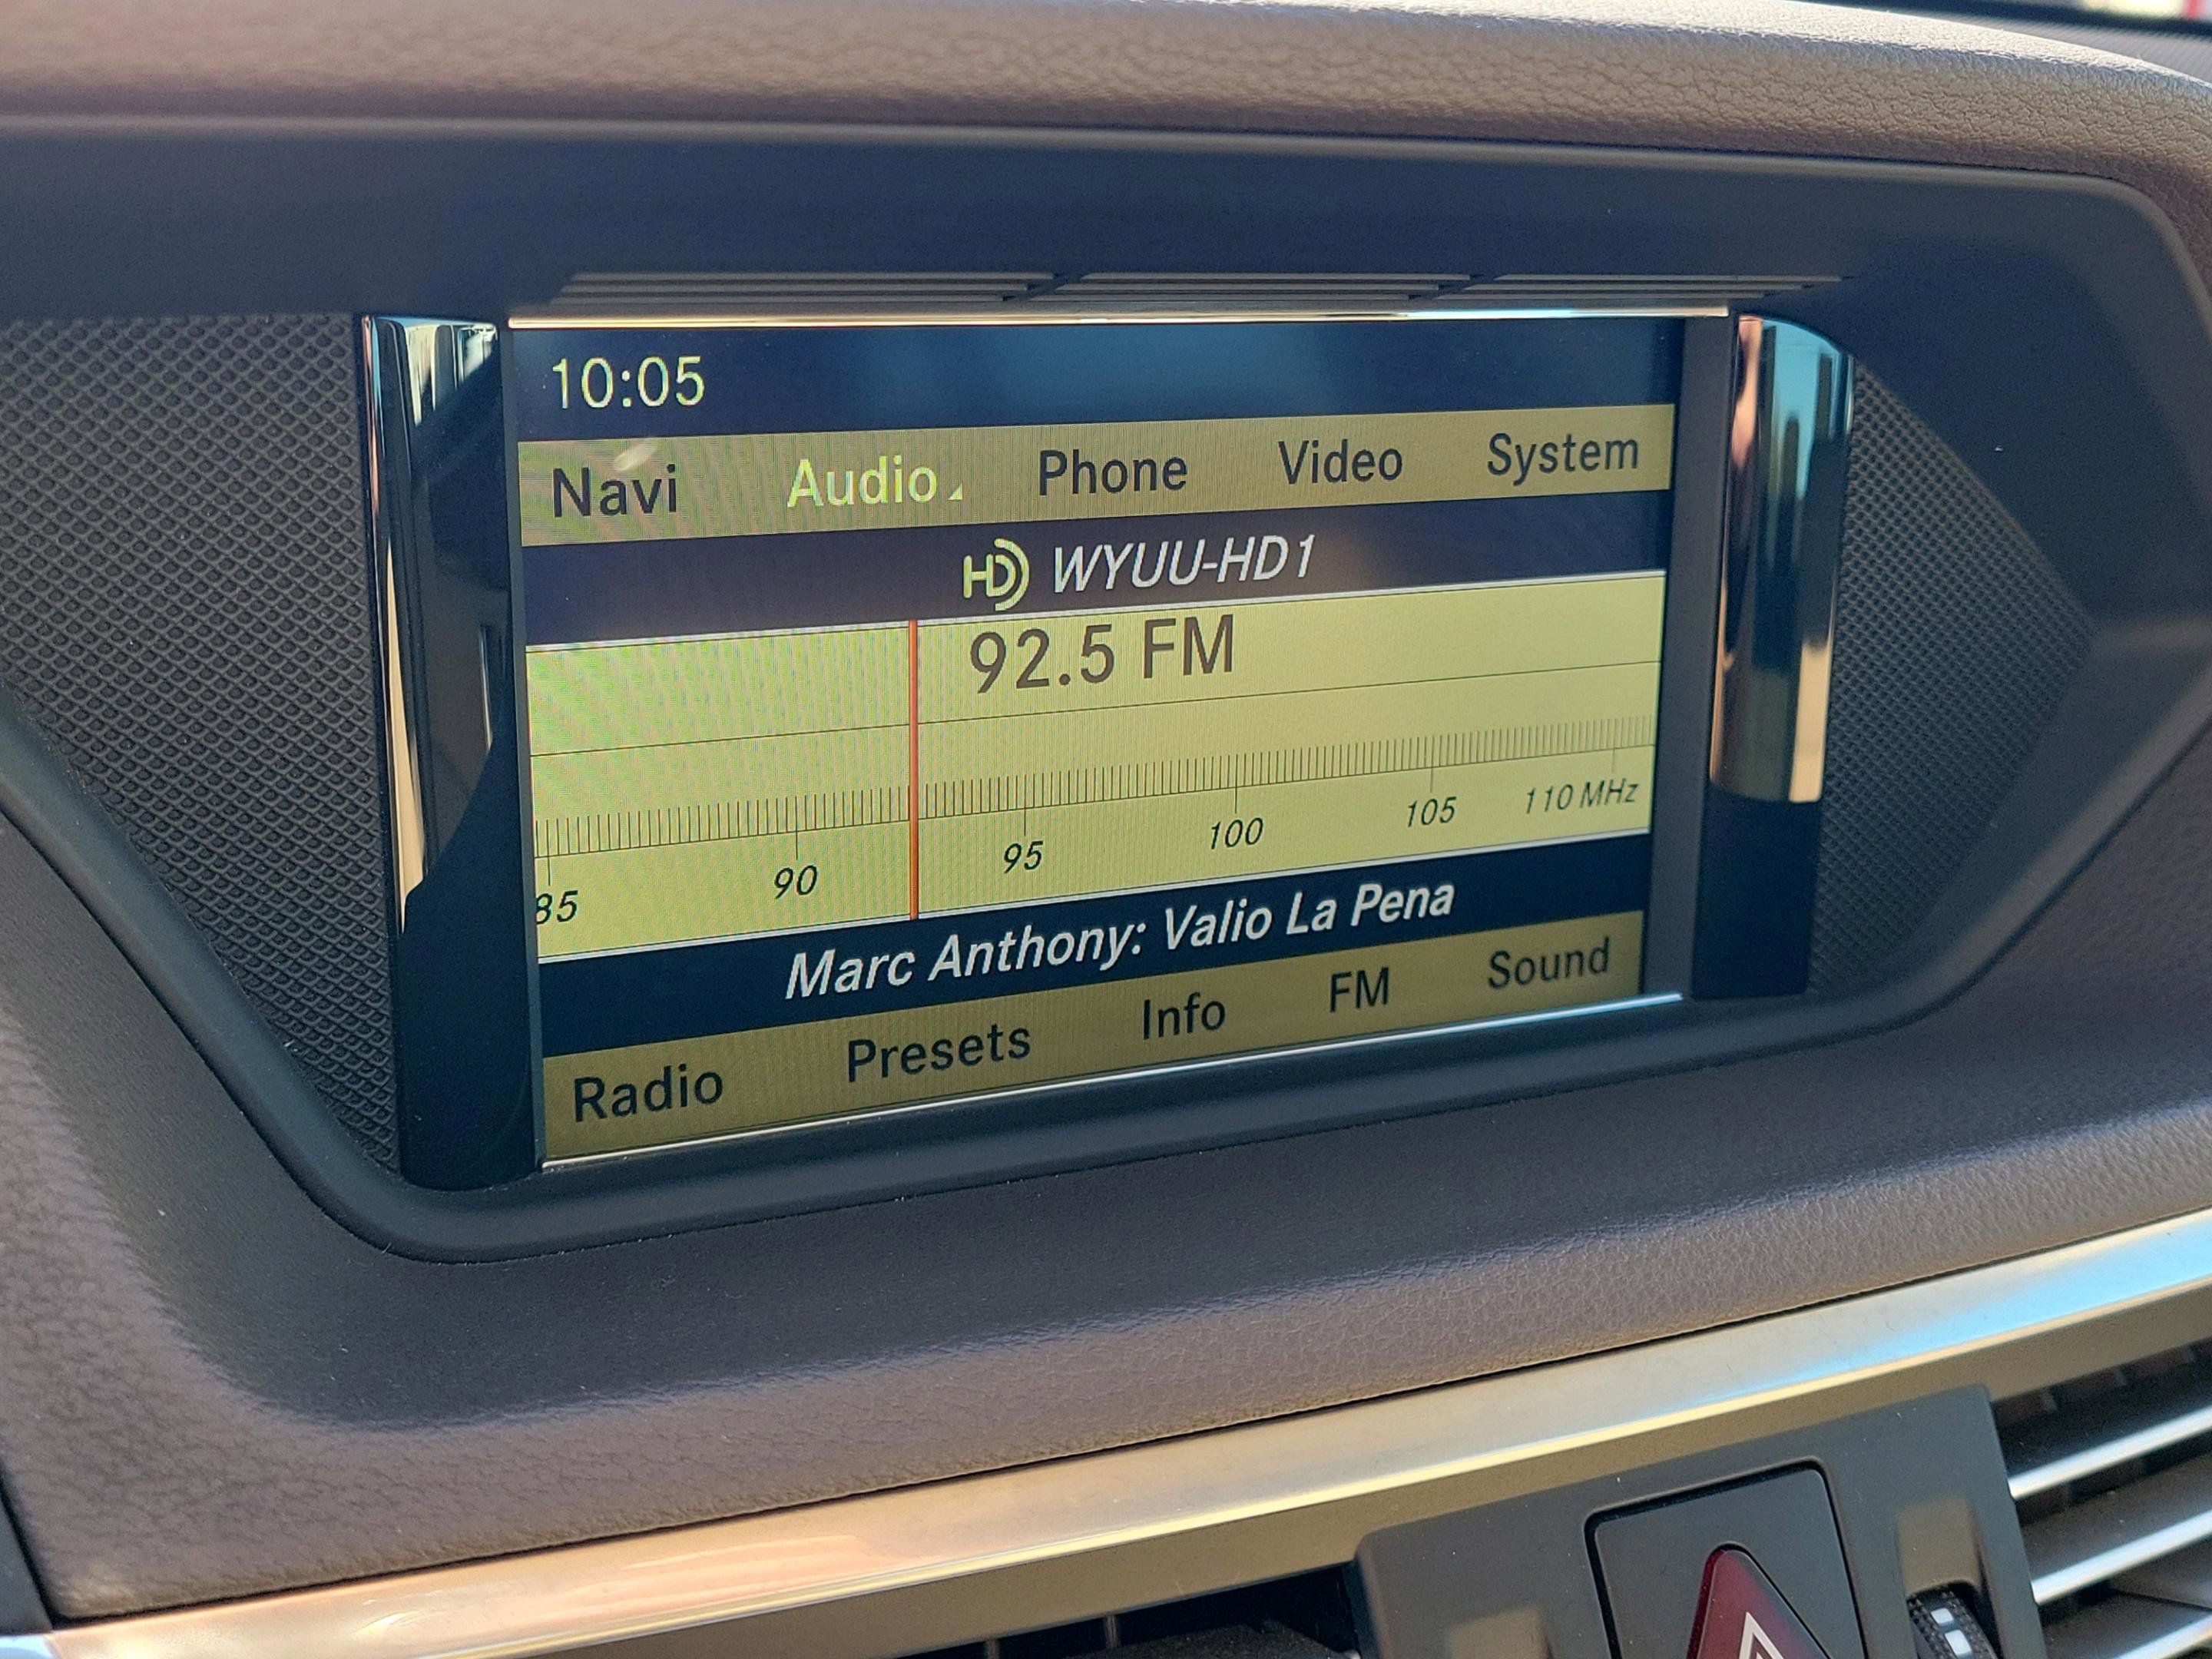 10:05
Navi Audio Phone Video System
HD WYUU-HD1
92.5 FM
85 90 95 100 105 110 MHz
Marc Anthony: Valio La Pena
Radio Presets Info FM Sound